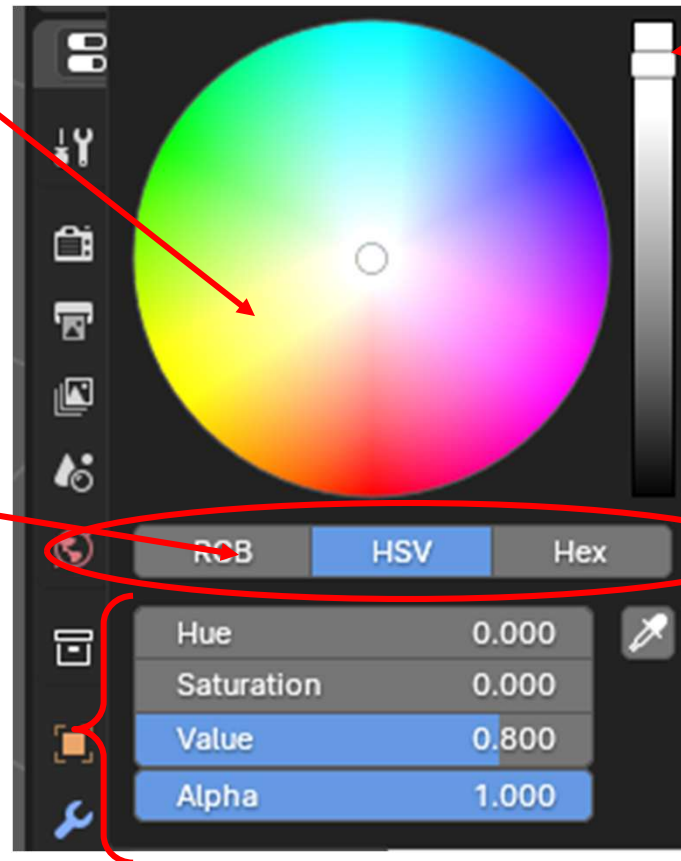 RGB HSV Hex
Hue 0.000
Saturation 0.000
Value 0.800
Alpha 1.000